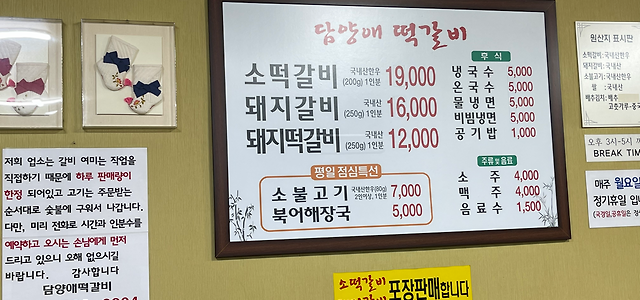 담양애 떡갈비
소떡갈비 국내산한우 (200g) 1인분 19,000
돼지갈비 국내산 (250g) 1인분 16,000
돼지떡갈비 국내산 (250g) 1인분 12,000
평일 점심특선
소불고기 국내산한우(80g) 2인이상, 1인분 7,000
북어해장국 5,000
후식
냉국수 5,000
온국수 5,000
물냉면 5,000
비빔냉면 5,000
공기밥 1,000
주류 및 음료
소주 4,000
맥주 4,000
음료수 1,500
저희 업소는 갈비 여미는 작업을
직접하기 때문에 하루 판매량이
한정 되어있고 고기는 주문받는
순서대로 숯불에 구워서 나갑니다.
다만, 미리 전화로 시간과 인분수를
예약하고 오시는 손님에게 먼저
드리고 있으니 오해 없으시길
바랍니다. 감사합니다
담양애떡갈비
원산지 표시판
소떡갈비:국내산
돼지갈비:국내산
소불고기:국내산
쌀:국내산
배추김치:배추
고춧가루-중국
오후 3시-5시
BREAK TIM
매주 월요일
정기휴일 입니
소떡갈비 포장판매합니다